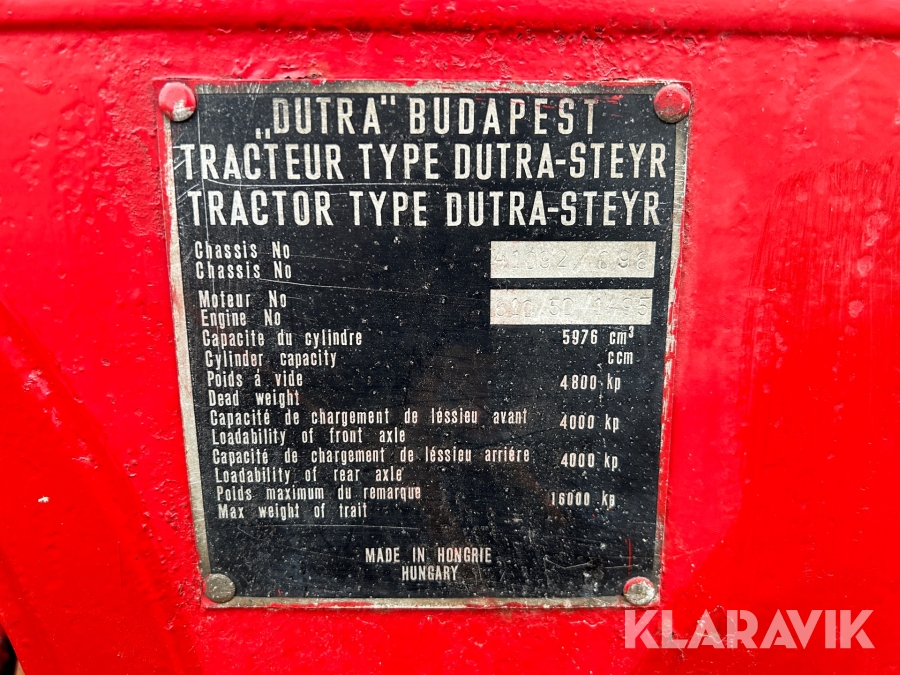 „DUTRA" BUDAPEST
TRACTEUR TYPE DUTRA-STEYR
TRACTOR TYPE DUTRA-STEYR
Chassis No
Chassis No
Moteur No
Engine No
Capacite du cylindre 5976 cm³
Cylinder capacity ccm
Poids à vide 4800 kp
Dead weight
Capacité de chargement de léssieu avant 4000 kp
Loadability of front axle
Capacité de chargement de léssieu arriére 4000 kp
Loadability of rear axle
Poids maximum du remarque 16000 kp
Max weight of trait
MADE IN HONGRIE
HUNGARY
KLARAVIK